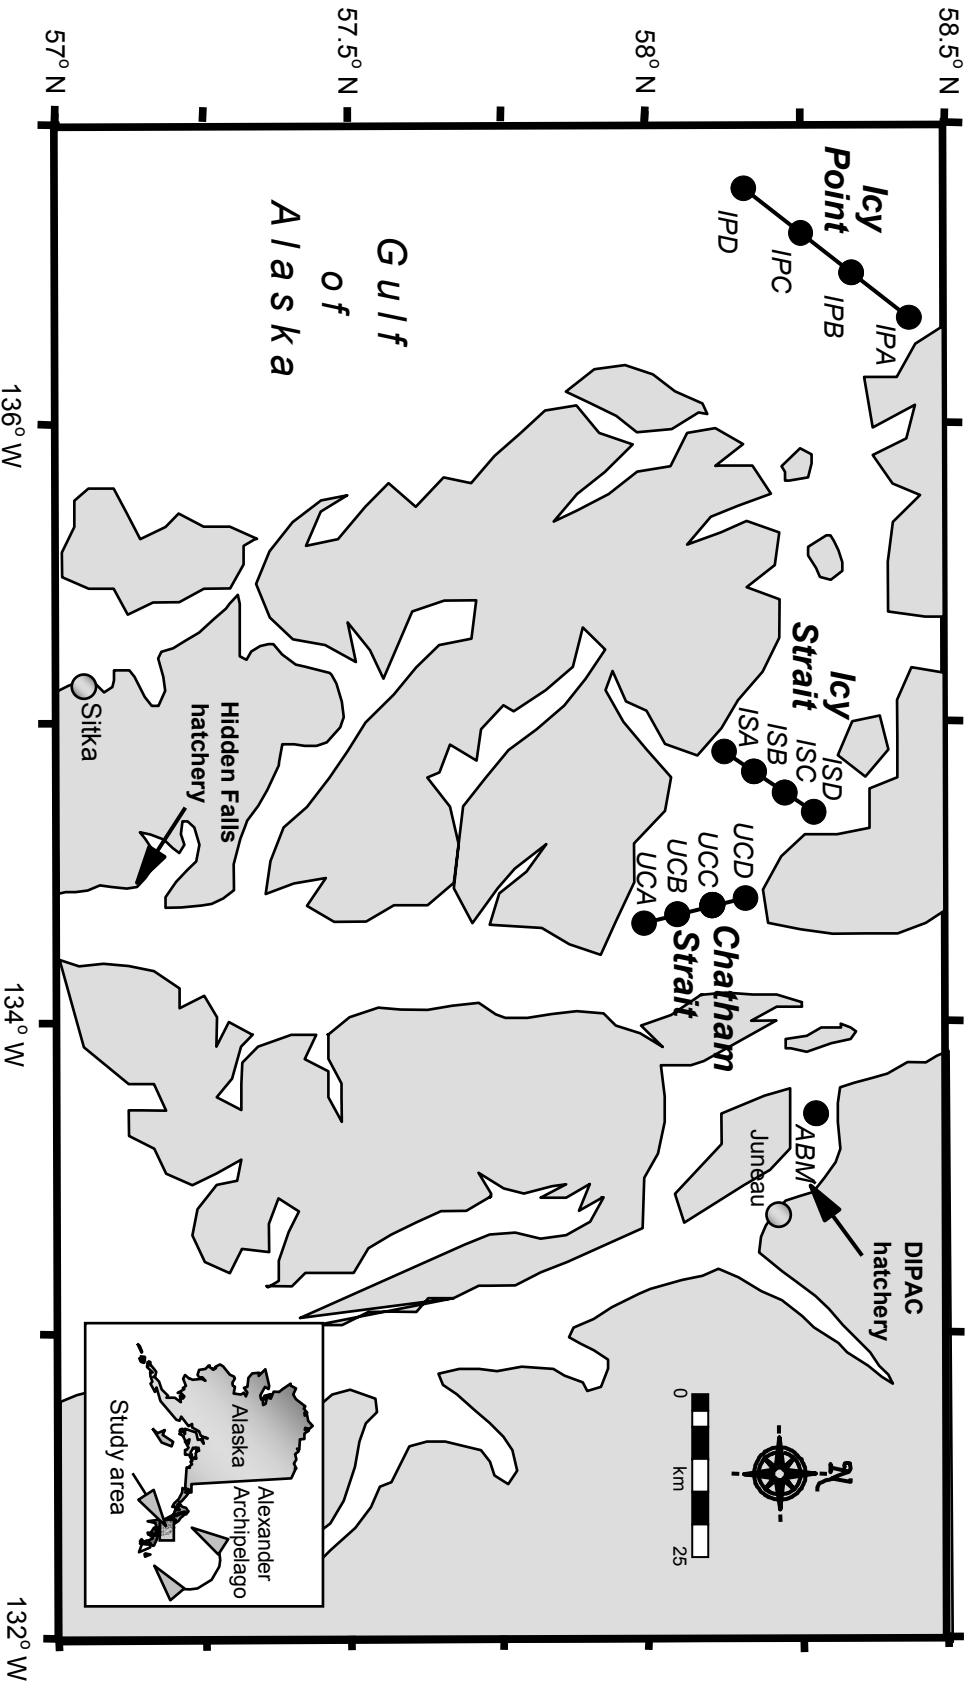 58.5° N
58° N
57.5° N
57° N
136° W
134° W
132° W
Icy
Point
IPA
IPB
IPC
IPD
Gulf
of
Alaska
Icy
Strait
ISA
ISB
ISC
ISD
UCD
UCC
UCB
UCA
Chatham
Strait
ABM
Juneau
DIPAC
hatchery
Hidden Falls
hatchery
Sitka
N
0
km
25
Alaska
Alexander
Archipelago
Study area